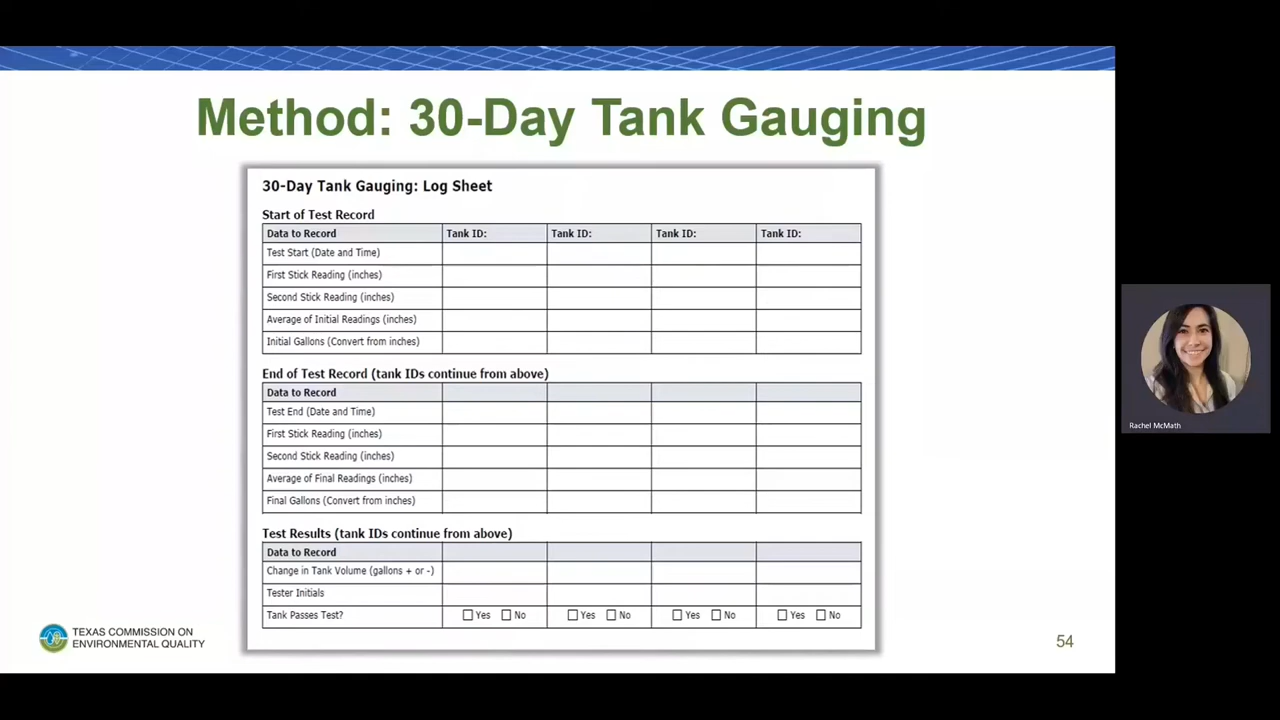 Method: 30-Day Tank Gauging
30-Day Tank Gauging: Log Sheet
Start of Test Record
Data to Record Tank ID: Tank ID: Tank ID: Tank ID:
Test Start (Date and Time)
First Stick Reading (inches)
Second Stick Reading (inches)
Average of Initial Readings (inches)
Initial Gallons (Convert from inches)
End of Test Record (tank IDs continue from above)
Data to Record
Test End (Date and Time)
First Stick Reading (inches)
Second Stick Reading (inches)
Average of Final Readings (inches)
Final Gallons (Convert from inches)
Test Results (tank IDs continue from above)
Data to Record
Change in Tank Volume (gallons + or -)
Tester Initials
Tank Passes Test? Yes No Yes No Yes No Yes No
TEXAS COMMISSION ON
ENVIRONMENTAL QUALITY
54
Rachel McMath